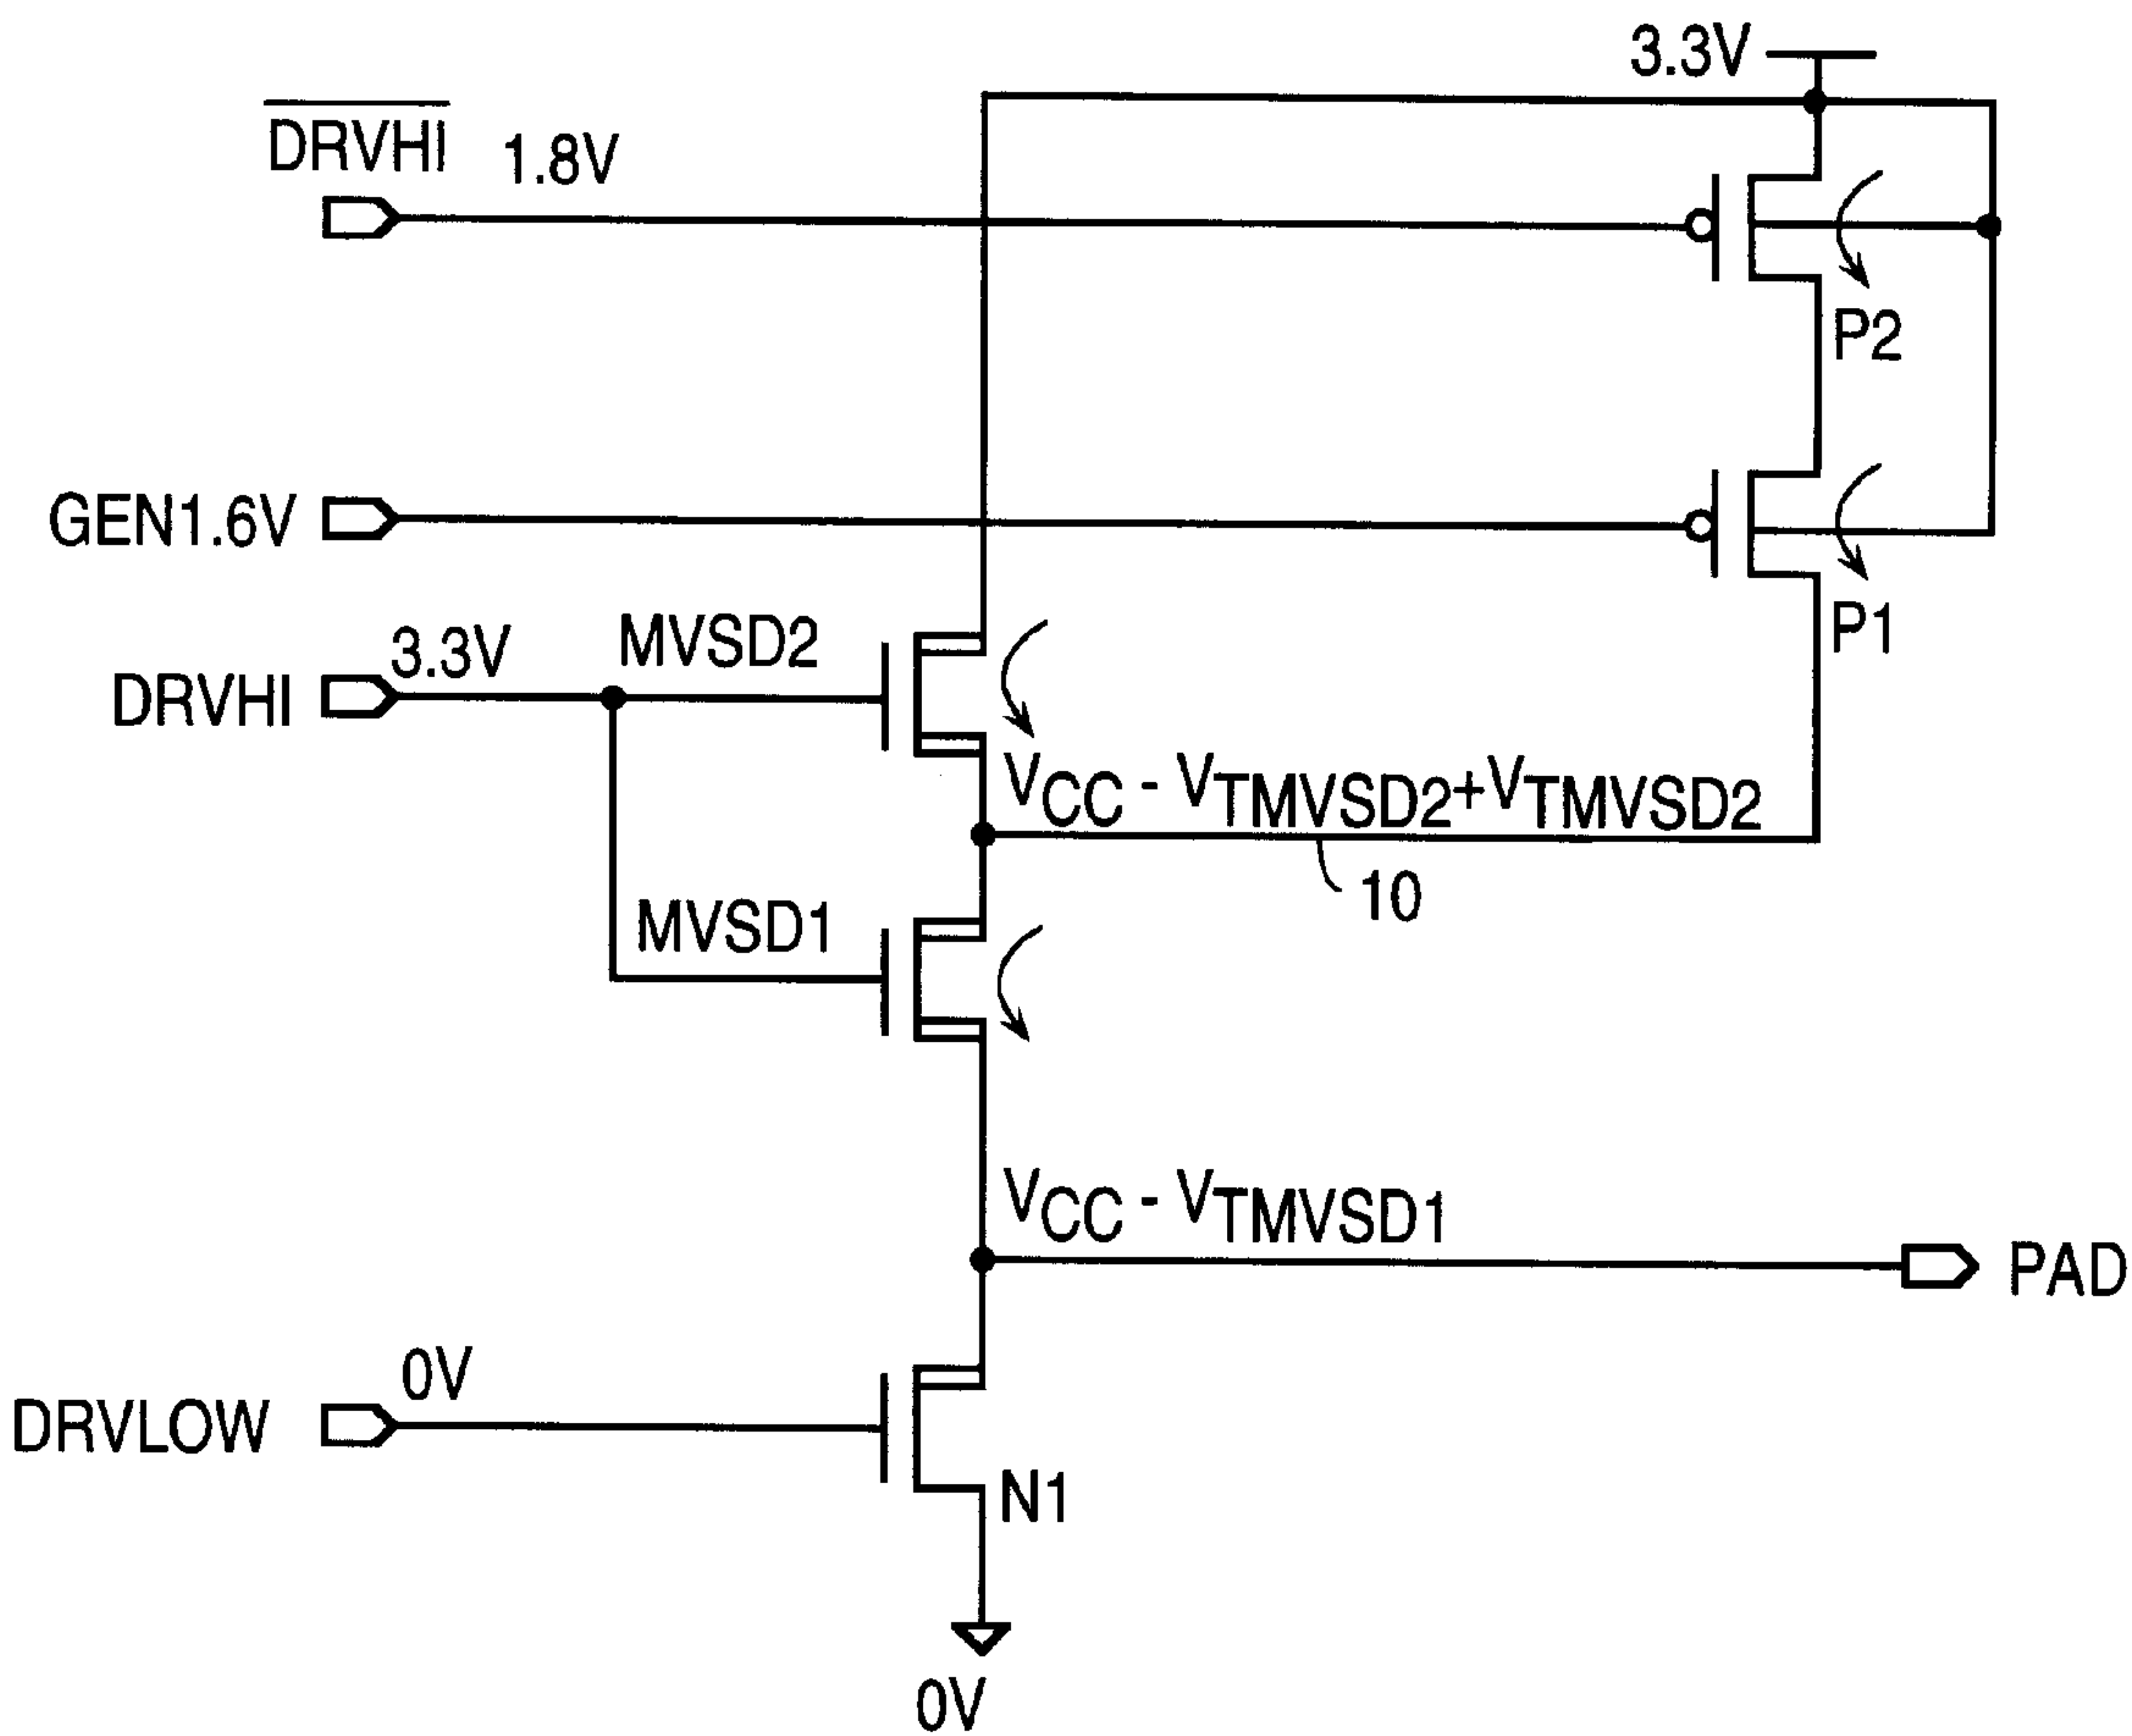 3.3V
DRVHI 1.8V
P2
GEN1.6V
P1
DRVHI 3.3V MVSD2
VCC - VTMVSD2+VTMVSD2
10
MVSD1
VCC - VTMVSD1
PAD
DRVLOW 0V
N1
0V